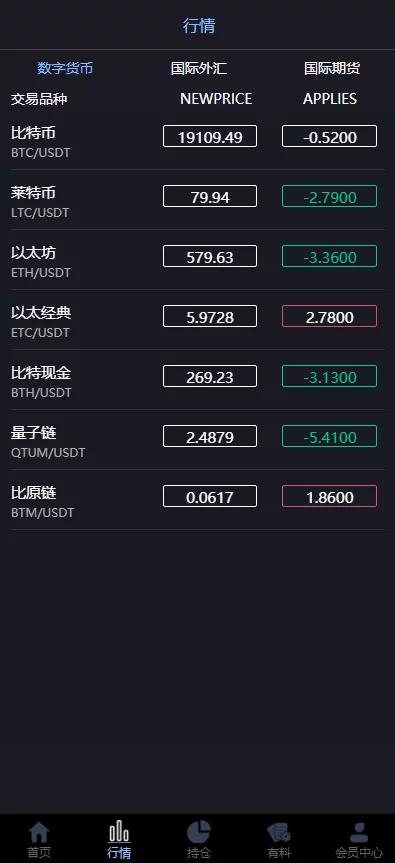 行情
数字货币 国际外汇 国际期货
交易品种 NEWPRICE APPLIES
比特币
BTC/USDT 19109.49 -0.5200
莱特币
LTC/USDT 79.94 -2.7900
以太坊
ETH/USDT 579.63 -3.3600
以太经典
ETC/USDT 5.9728 2.7800
比特现金
BTH/USDT 269.23 -3.1300
量子链
QTUM/USDT 2.4879 -5.4100
比原链
BTM/USDT 0.0617 1.8600
首页 行情 持仓 有料 会员中心